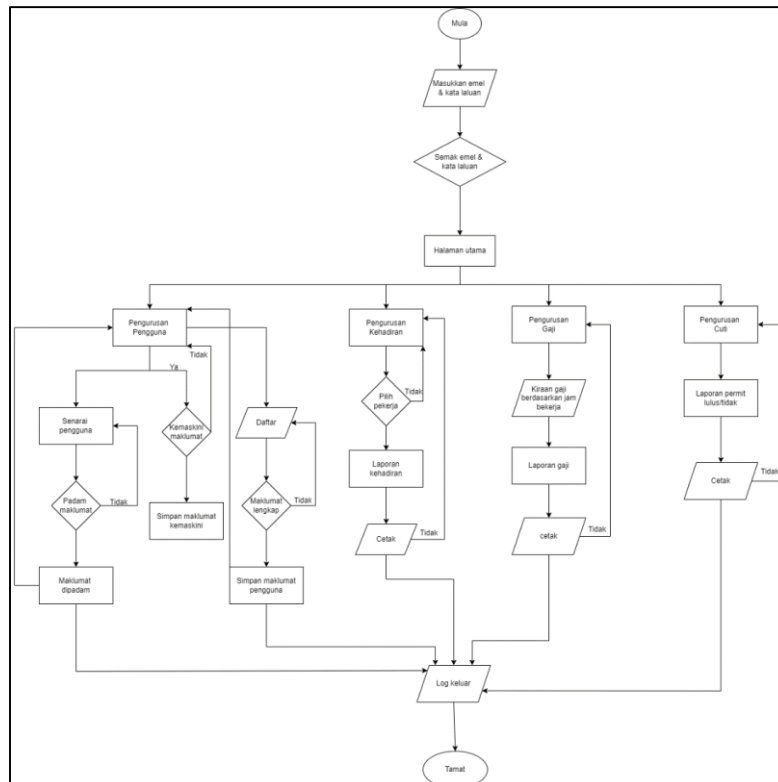 Mula
Masukkan emel
& kata laluan
Semak emel &
kata laluan
Halaman utama
Pengurusan
Pengguna
Pengurusan
Kehadiran
Pengurusan
Gaji
Pengurusan
Cuti
Tidak
Ya
Senarai
pengguna
Kemaskini
maklumat
Daftar
Pilih
pekerja
Tidak
Kiraan gaji
berdasarkan jam
bekerja
Laporan permit
lulus/tidak
Padam
maklumat
Tidak
Simpan maklumat
kemaskini
Maklumat
lengkap
Tidak
Laporan
kehadiran
Laporan gaji
Cetak
Tidak
Cetak
Tidak
cetak
Tidak
Maklumat
dipadam
Simpan maklumat
pengguna
Log keluar
Tamat